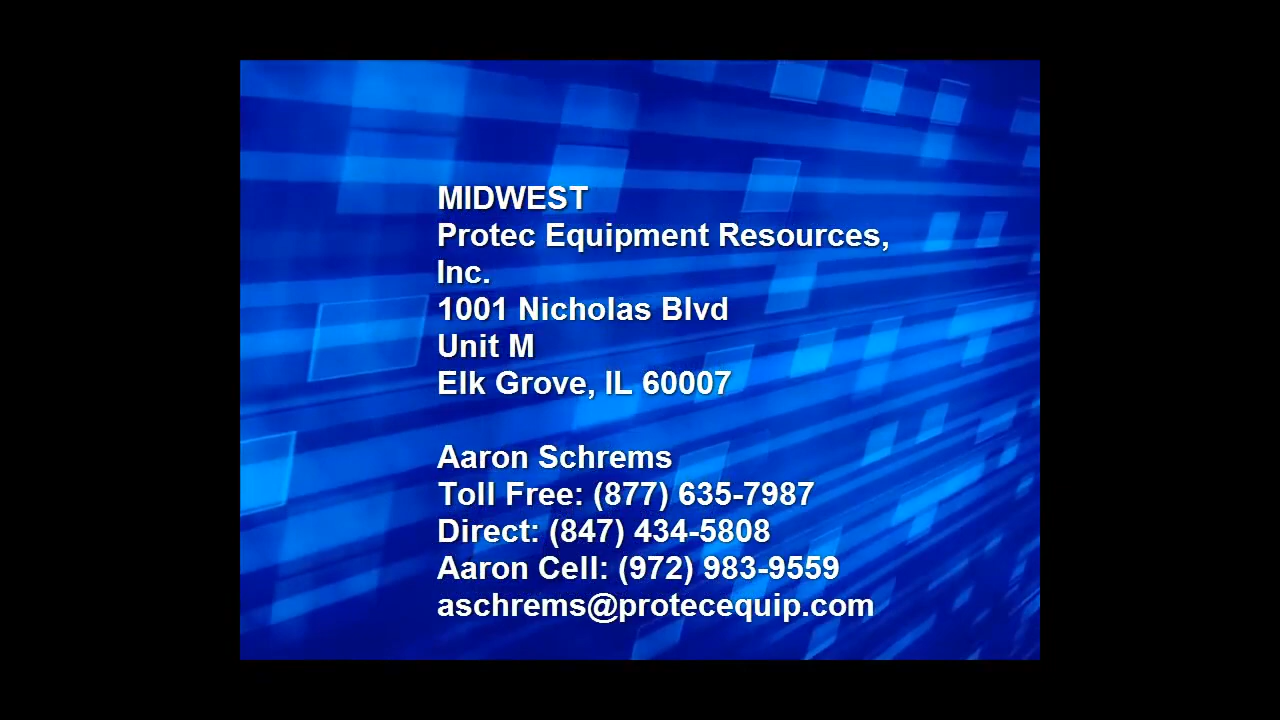 MIDWEST
Protec Equipment Resources,
Inc.
1001 Nicholas Blvd
Unit M
Elk Grove, IL 60007
Aaron Schrems
Toll Free: (877) 635-7987
Direct: (847) 434-5808
Aaron Cell: (972) 983-9559
aschrems@protecequip.com